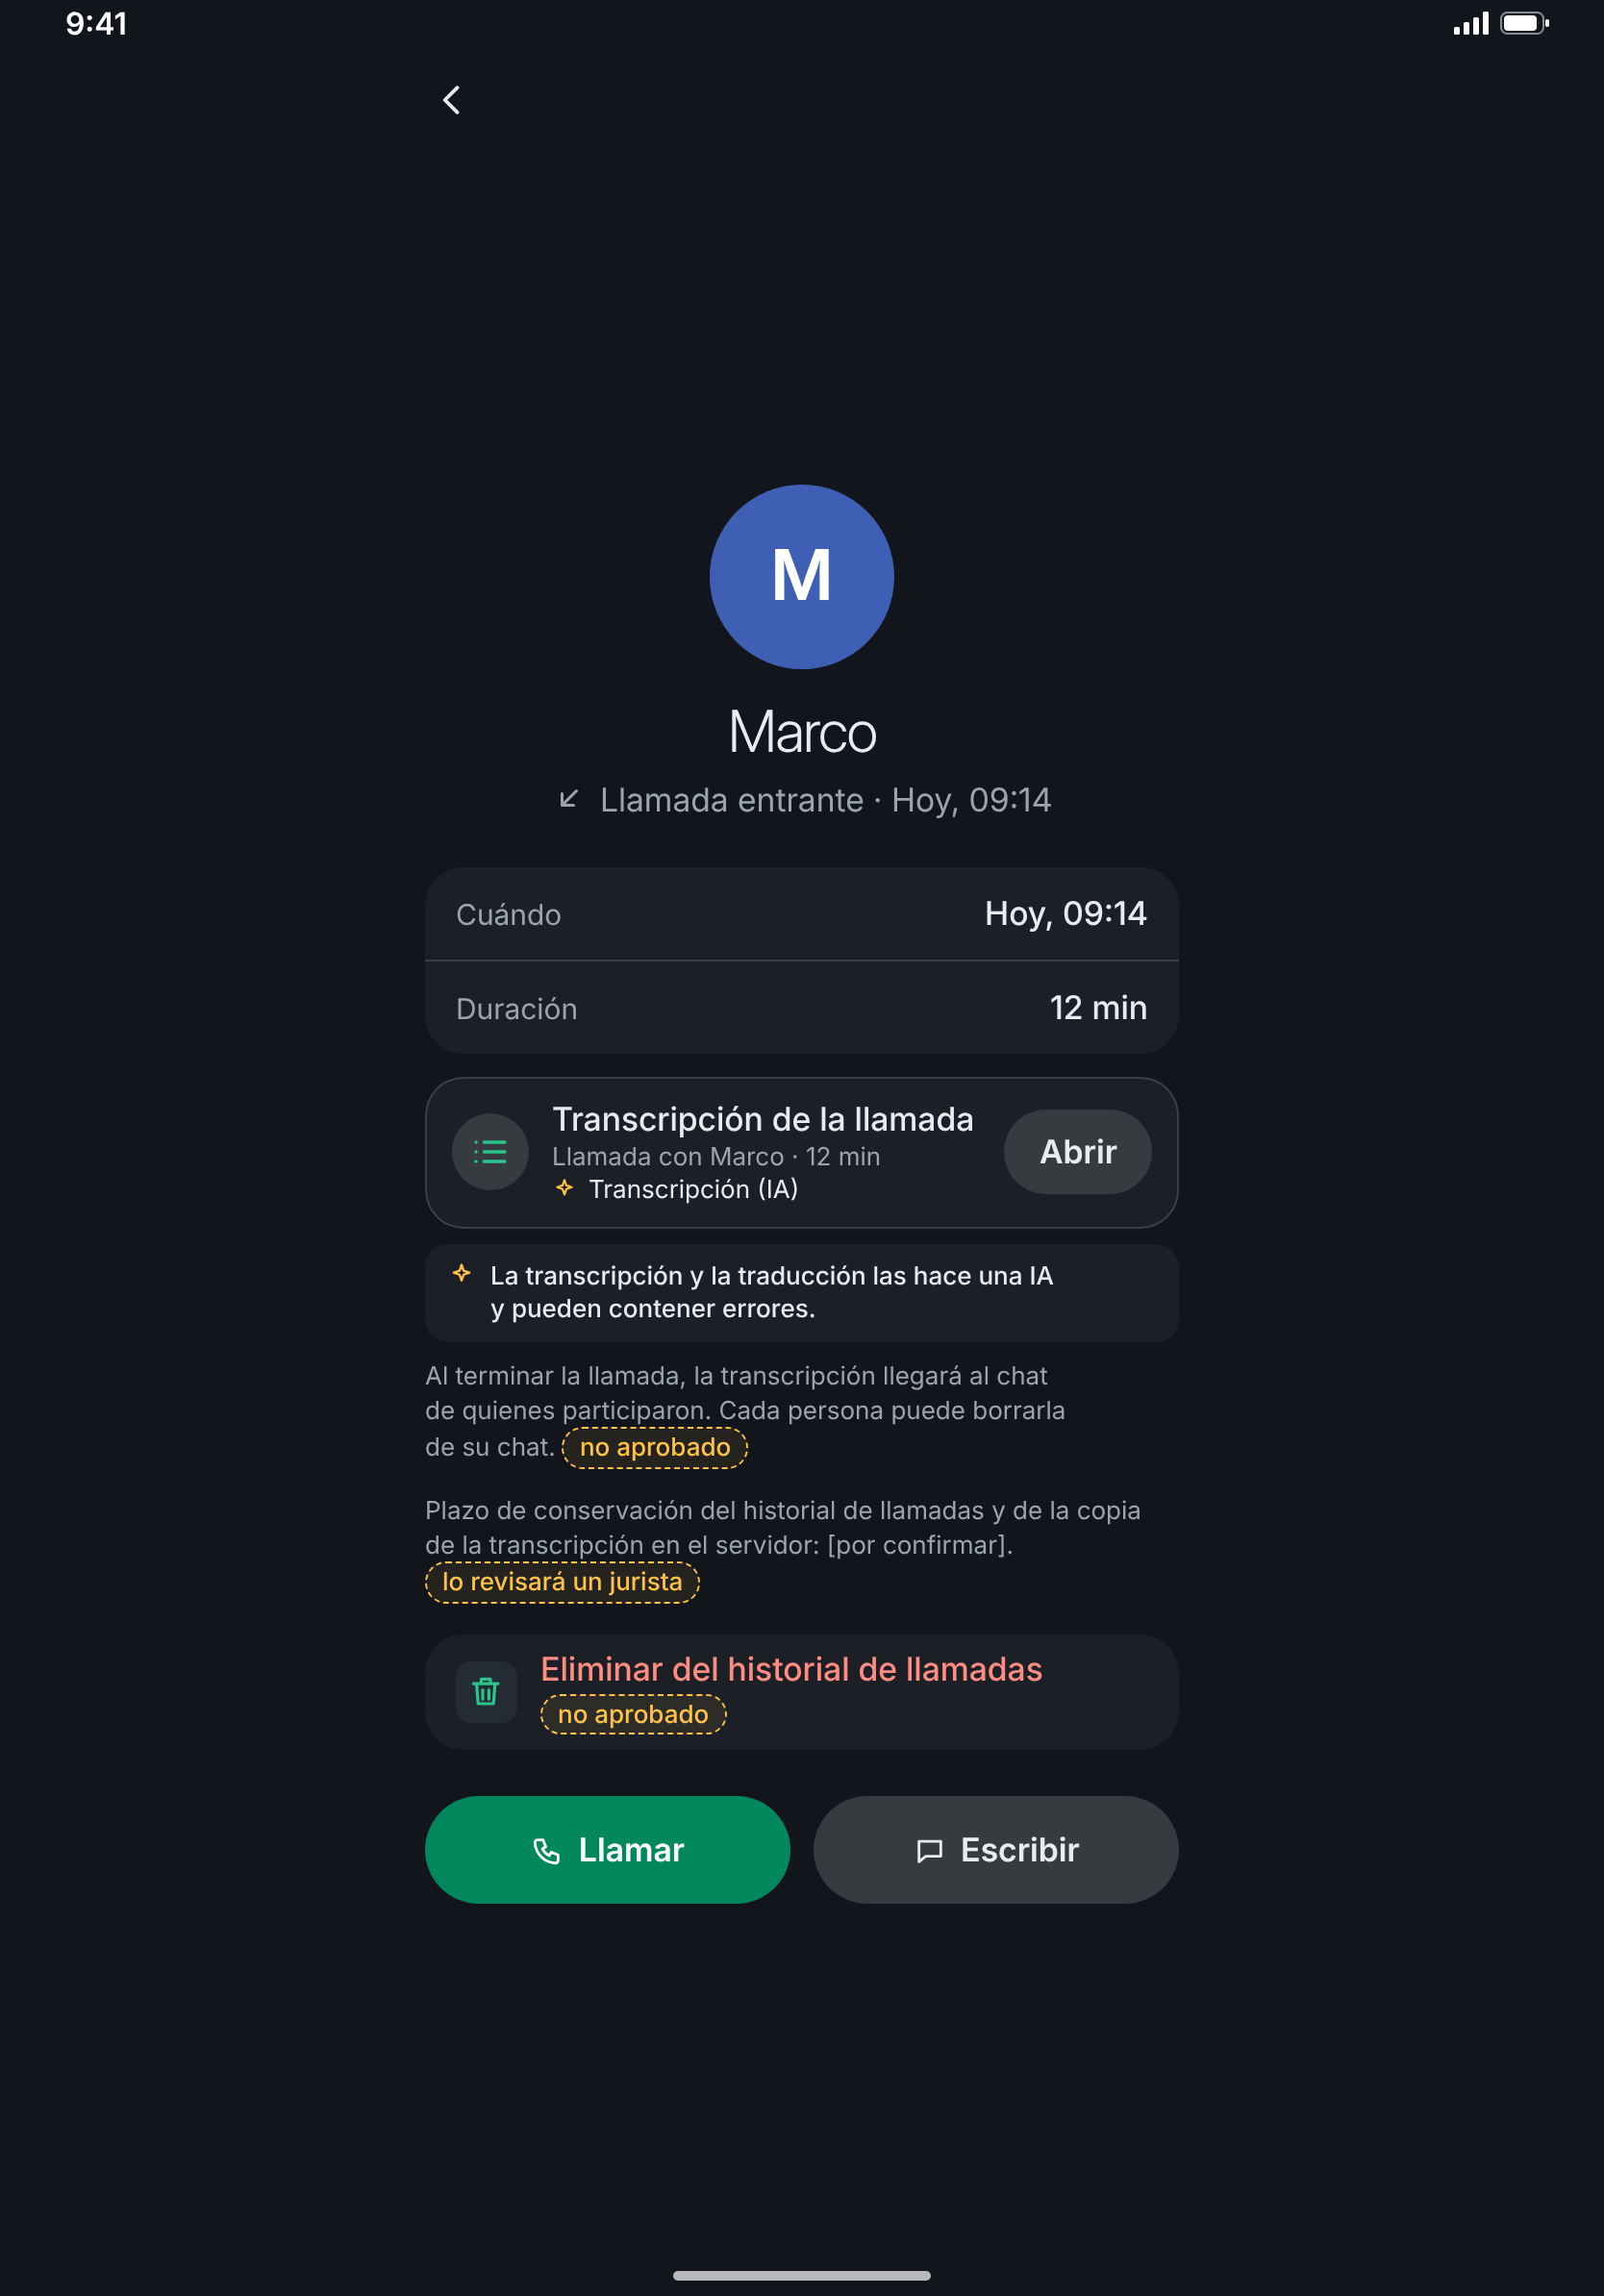 9:41
M
Marco
Llamada entrante · Hoy, 09:14
Cuándo Hoy, 09:14
Duración 12 min
Transcripción de la llamada
Llamada con Marco · 12 min
Transcripción (IA)
Abrir
La transcripción y la traducción las hace una IA
y pueden contener errores.
Al terminar la llamada, la transcripción llegará al chat
de quienes participaron. Cada persona puede borrarla
de su chat. no aprobado
Plazo de conservación del historial de llamadas y de la copia
de la transcripción en el servidor: [por confirmar].
lo revisará un jurista
Eliminar del historial de llamadas
no aprobado
Llamar Escribir